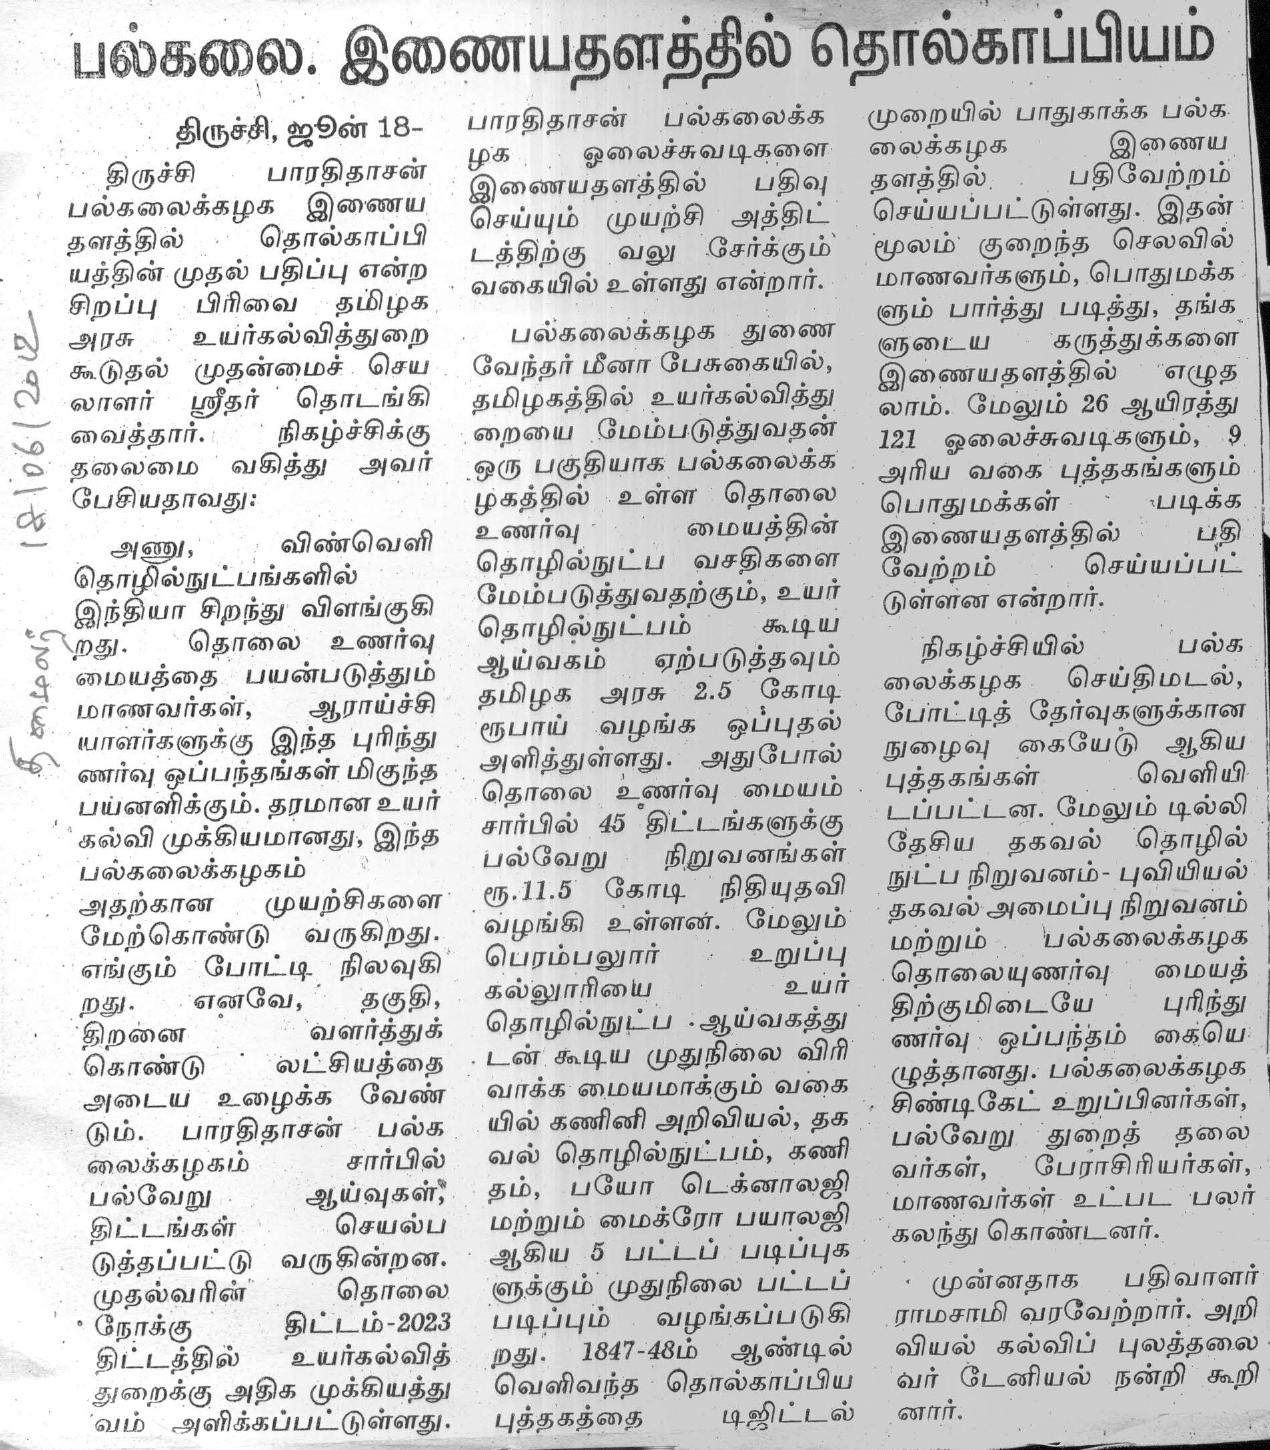 பல்கலை. இணையதளத்தில் தொல்காப்பியம்
திருச்சி, ஜூன் 18-
திருச்சி பாரதிதாசன்
பல்கலைக்கழக இணைய
தளத்தில் தொல்காப்பி
யத்தின் முதல் பதிப்பு என்ற
சிறப்பு பிரிவை தமிழக
அரசு உயர்கல்வித்துறை
கூடுதல் முதன்மைச் செய
லாளர் ஸ்ரீதர் தொடங்கி
வைத்தார். நிகழ்ச்சிக்கு
தலைமை வகித்து அவர்
பேசியதாவது:
அணு, விண்வெளி
தொழில்நுட்பங்களில்
இந்தியா சிறந்து விளங்குகி
றது. தொலை உணர்வு
மையத்தை பயன்படுத்தும்
மாணவர்கள், ஆராய்ச்சி
யாளர்களுக்கு இந்த புரிந்து
ணர்வு ஒப்பந்தங்கள் மிகுந்த
பய்னளிக்கும். தரமான உயர்
கல்வி முக்கியமானது, இந்த
பல்கலைக்கழகம்
அதற்கான முயற்சிகளை
மேற்கொண்டு வருகிறது.
எங்கும் போட்டி நிலவுகி
றது. எனவே, தகுதி,
திறனை வளர்த்துக்
கொண்டு லட்சியத்தை
அடைய உழைக்க வேண்
டும். பாரதிதாசன் பல்க
லைக்கழகம் சார்பில்
பல்வேறு ஆய்வுகள்,
திட்டங்கள் செயல்ப
டுத்தப்பட்டு வருகின்றன.
முதல்வரின் தொலை
நோக்கு திட்டம்-2023
திட்டத்தில் உயர்கல்வித்
துறைக்கு அதிக முக்கியத்து
வம் அளிக்கப்பட்டுள்ளது.
பாரதிதாசன் பல்கலைக்க
ழக ஓலைச்சுவடிகளை
இணையதளத்தில் பதிவு
செய்யும் முயற்சி அத்திட்
டத்திற்கு வலு சேர்க்கும்
வகையில் உள்ளது என்றார்.
பல்கலைக்கழக துணை
வேந்தர் மீனா பேசுகையில்,
தமிழகத்தில் உயர்கல்வித்து
றையை மேம்படுத்துவதன்
ஒரு பகுதியாக பல்கலைக்க
ழகத்தில் உள்ள தொலை
உணர்வு மையத்தின்
தொழில்நுட்ப வசதிகளை
மேம்படுத்துவதற்கும், உயர்
தொழில்நுட்பம் கூடிய
ஆய்வகம் ஏற்படுத்தவும்
தமிழக அரசு 2.5 கோடி
ரூபாய் வழங்க ஒப்புதல்
அளித்துள்ளது. அதுபோல்
தொலை உணர்வு மையம்
சார்பில் 45 திட்டங்களுக்கு
பல்வேறு நிறுவனங்கள்
ரூ.11.5 கோடி நிதியுதவி
வழங்கி உள்ளன. மேலும்
பெரம்பலூர் உறுப்பு
கல்லூரியை உயர்
தொழில்நுட்ப ஆய்வகத்து
டன் கூடிய முதுநிலை விரி
வாக்க மையமாக்கும் வகை
யில் கணினி அறிவியல், தக
வல் தொழில்நுட்பம், கணி
தம், பயோ டெக்னாலஜி
மற்றும் மைக்ரோ பயாலஜி
ஆகிய 5 பட்டப் படிப்புக
ளுக்கும் முதுநிலை பட்டப்
படிப்பும் வழங்கப்படுகி
றது. 1847-48ம் ஆண்டில்
வெளிவந்த தொல்காப்பிய
புத்தகத்தை டிஜிட்டல்
முறையில் பாதுகாக்க பல்க
லைக்கழக இணைய
தளத்தில் பதிவேற்றம்
செய்யப்பட்டுள்ளது. இதன்
மூலம் குறைந்த செலவில்
மாணவர்களும், பொதுமக்க
ளும் பார்த்து படித்து, தங்க
ளுடைய கருத்துக்களை
இணையதளத்தில் எழுத
லாம். மேலும் 26 ஆயிரத்து
121 ஓலைச்சுவடிகளும், 9
அரிய வகை புத்தகங்களும்
பொதுமக்கள் படிக்க
இணையதளத்தில் பதி
வேற்றம் செய்யப்பட்
டுள்ளன என்றார்.
நிகழ்ச்சியில் பல்க
லைக்கழக செய்திமடல்,
போட்டித் தேர்வுகளுக்கான
நுழைவு கையேடு ஆகிய
புத்தகங்கள் வெளியி
டப்பட்டன. மேலும் டில்லி
தேசிய தகவல் தொழில்
நுட்ப நிறுவனம்- புவியியல்
தகவல் அமைப்பு நிறுவனம்
மற்றும் பல்கலைக்கழக
தொலையுணர்வு மையத்
திற்குமிடையே புரிந்து
ணர்வு ஒப்பந்தம் கையெ
ழுத்தானது. பல்கலைக்கழக
சிண்டிகேட் உறுப்பினர்கள்,
பல்வேறு துறைத் தலை
வர்கள், பேராசிரியர்கள்,
மாணவர்கள் உட்பட பலர்
கலந்து கொண்டனர்.
முன்னதாக பதிவாளர்
ராமசாமி வரவேற்றார். அறி
வியல் கல்விப் புலத்தலை
வர் டேனியல் நன்றி கூறி
னார்.
தினமலர் 18/06/2012